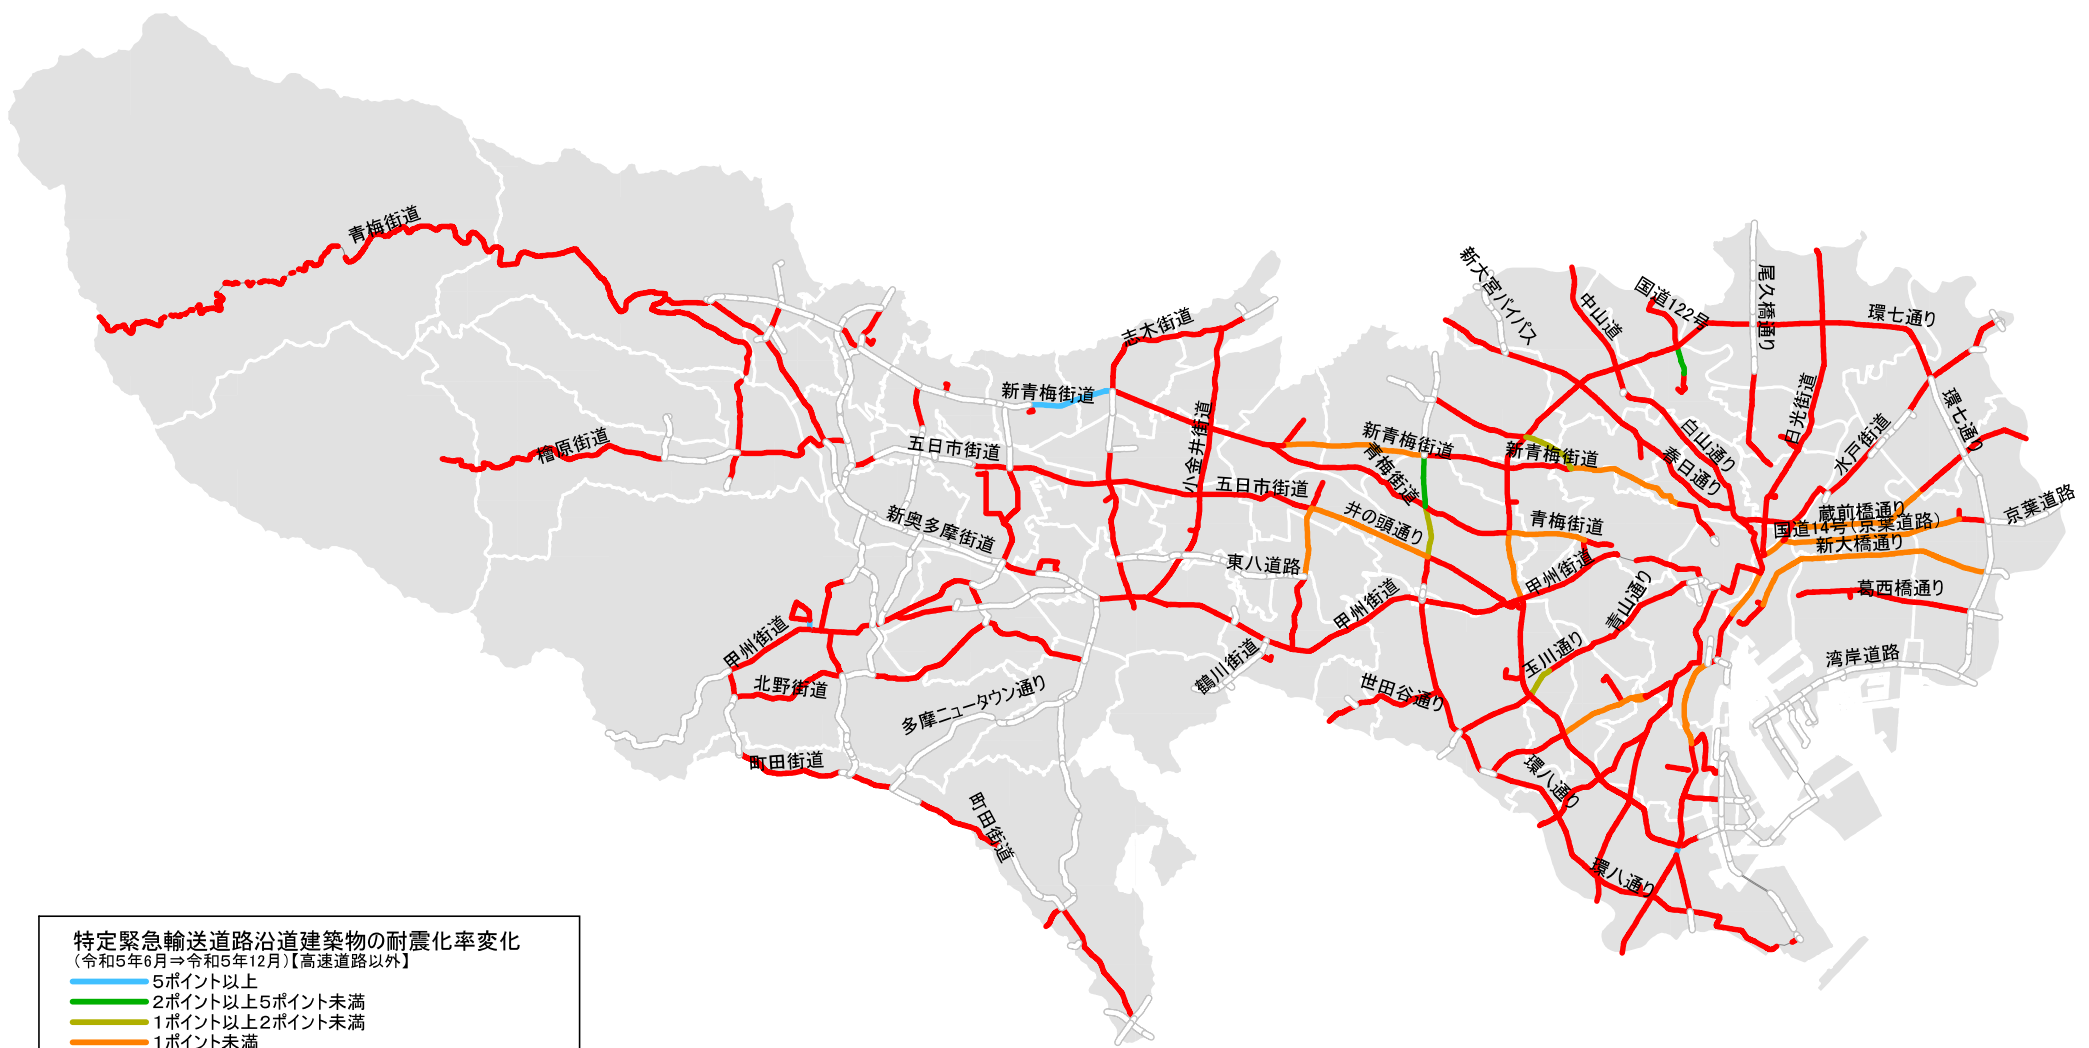 青梅街道
新大宮バイパス
中山道
国道122号
尾久橋通り
環七通り
志木街道
新青梅街道
小金井街道
新青梅街道
青梅街道
新青梅街道
白山通り
春日通り
日光街道
水戸街道
環七通り
檜原街道
五日市街道
五日市街道
井の頭通り
青梅街道
蔵前橋通り
国道14号（京葉道路）
新大橋通り
京葉道路
新奥多摩街道
東八道路
甲州街道
甲州街道
青山通り
葛西橋通り
甲州街道
北野街道
多摩ニュータウン通り
鶴川街道
世田谷通り
玉川通り
湾岸道路
町田街道
町田街道
環八通り
環八通り
特定緊急輸送道路沿道建築物の耐震化率変化
（令和5年6月⇒令和5年12月）【高速道路以外】
5ポイント以上
2ポイント以上5ポイント未満
1ポイント以上2ポイント未満
1ポイント未満